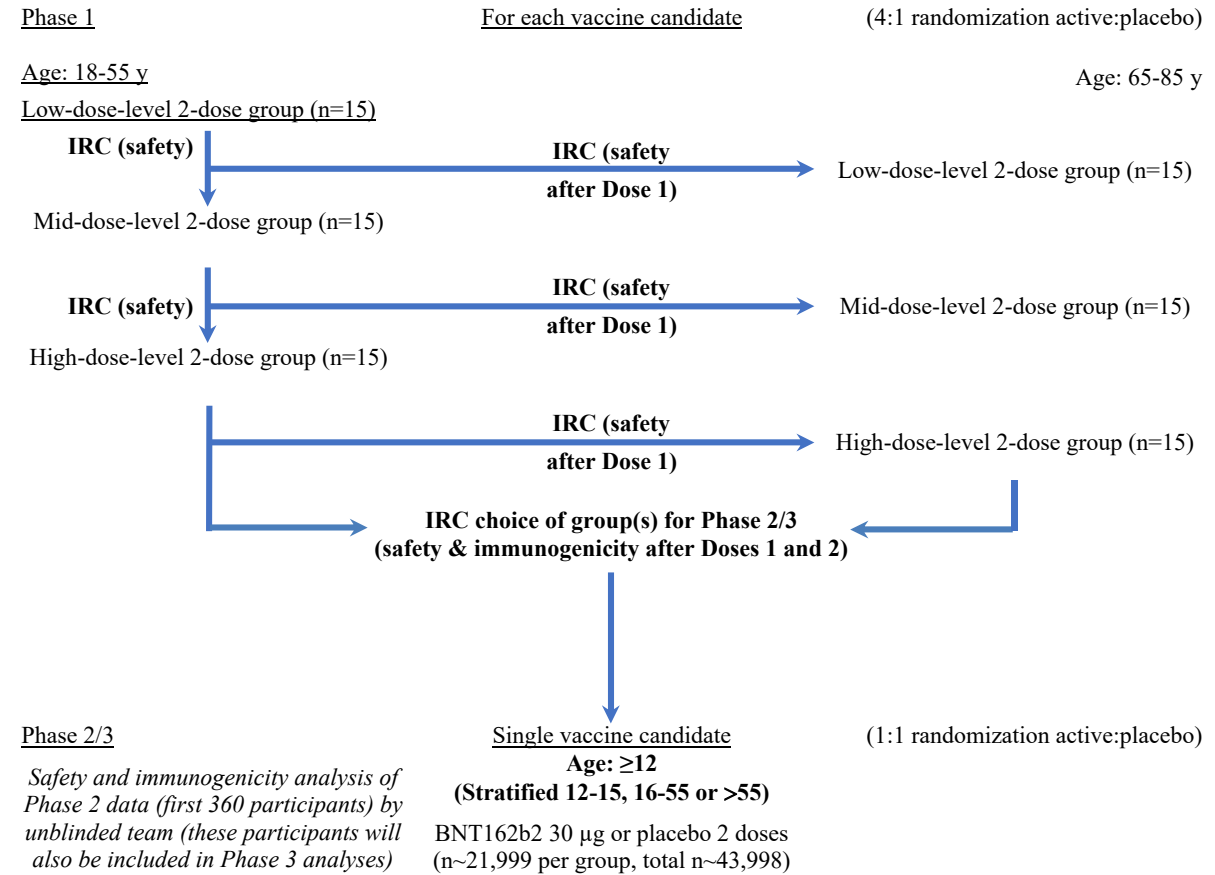 Phase 1
For each vaccine candidate
(4:1 randomization active:placebo)
Age: 18-55 y
Age: 65-85 y
Low-dose-level 2-dose group (n=15)
IRC (safety)
IRC (safety
after Dose 1)
Low-dose-level 2-dose group (n=15)
Mid-dose-level 2-dose group (n=15)
IRC (safety)
IRC (safety
after Dose 1)
Mid-dose-level 2-dose group (n=15)
High-dose-level 2-dose group (n=15)
IRC (safety
after Dose 1)
High-dose-level 2-dose group (n=15)
IRC choice of group(s) for Phase 2/3
(safety & immunogenicity after Doses 1 and 2)
Phase 2/3
Single vaccine candidate
(1:1 randomization active:placebo)
Age: ≥12
(Stratified 12-15, 16-55 or >55)
Safety and immunogenicity analysis of
Phase 2 data (first 360 participants) by
unblinded team (these participants will
also be included in Phase 3 analyses)
BNT162b2 30 µg or placebo 2 doses
(n~21,999 per group, total n~43,998)